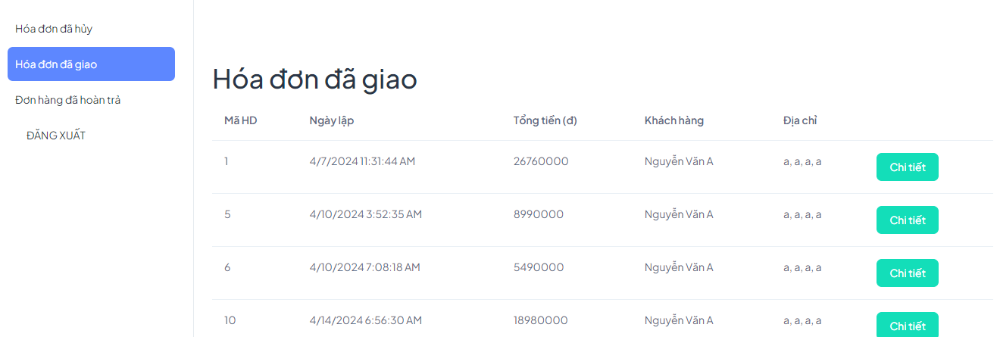 Hóa đơn đã hủy
Hóa đơn đã giao
Đơn hàng đã hoàn trả
ĐĂNG XUẤT
Hóa đơn đã giao
Mã HD Ngày lập Tổng tiền (đ) Khách hàng Địa chỉ
1 4/7/2024 11:31:44 AM 26760000 Nguyễn Văn A a, a, a, a Chi tiết
5 4/10/2024 3:52:35 AM 8990000 Nguyễn Văn A a, a, a, a Chi tiết
6 4/10/2024 7:08:18 AM 5490000 Nguyễn Văn A a, a, a, a Chi tiết
10 4/14/2024 6:56:30 AM 18980000 Nguyễn Văn A a, a, a, a Chi tiết